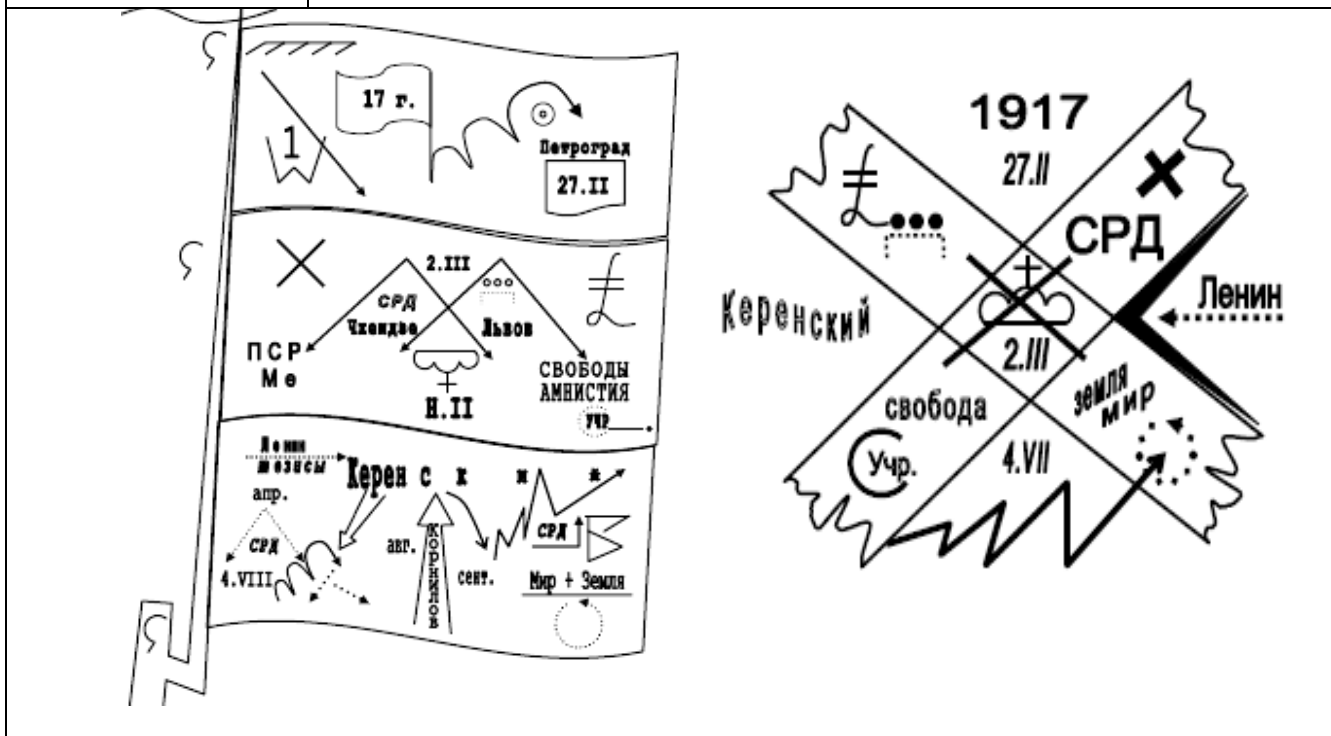 17 г.
1
Петроград
27.II
2.III
СРД
Чхеидзе
Львов
ПСР
Ме
Н.II
СВОБОДЫ
АМНИСТИЯ
УЧР
Ленин
тезисы
Керенский
апр.
СРД
4.VIII
авг.
КОРНИЛОВ
сент.
СРД
Мир + Земля
1917
27.II
СРД
Керенский
Ленин
2.III
свобода
земля
мир
Учр.
4.VII